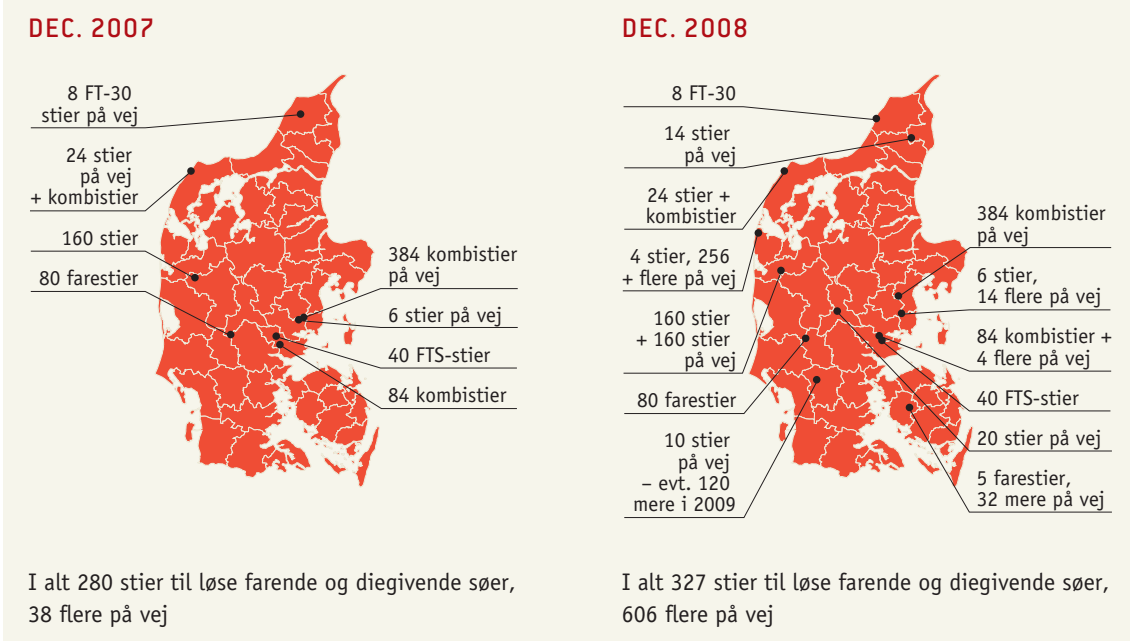 DEC. 2007
8 FT-30
stier på vej
24 stier
på vej
+ kombistier
160 stier
80 farestier
384 kombistier
på vej
6 stier på vej
40 FTS-stier
84 kombistier
I alt 280 stier til løse farende og diegivende søer,
38 flere på vej
DEC. 2008
8 FT-30
14 stier
på vej
24 stier +
kombistier
4 stier, 256
+ flere på vej
160 stier
+ 160 stier
på vej
80 farestier
10 stier
på vej
– evt. 120
mere i 2009
384 kombistier
på vej
6 stier,
14 flere på vej
84 kombistier +
4 flere på vej
40 FTS-stier
20 stier på vej
5 farestier,
32 mere på vej
I alt 327 stier til løse farende og diegivende søer,
606 flere på vej